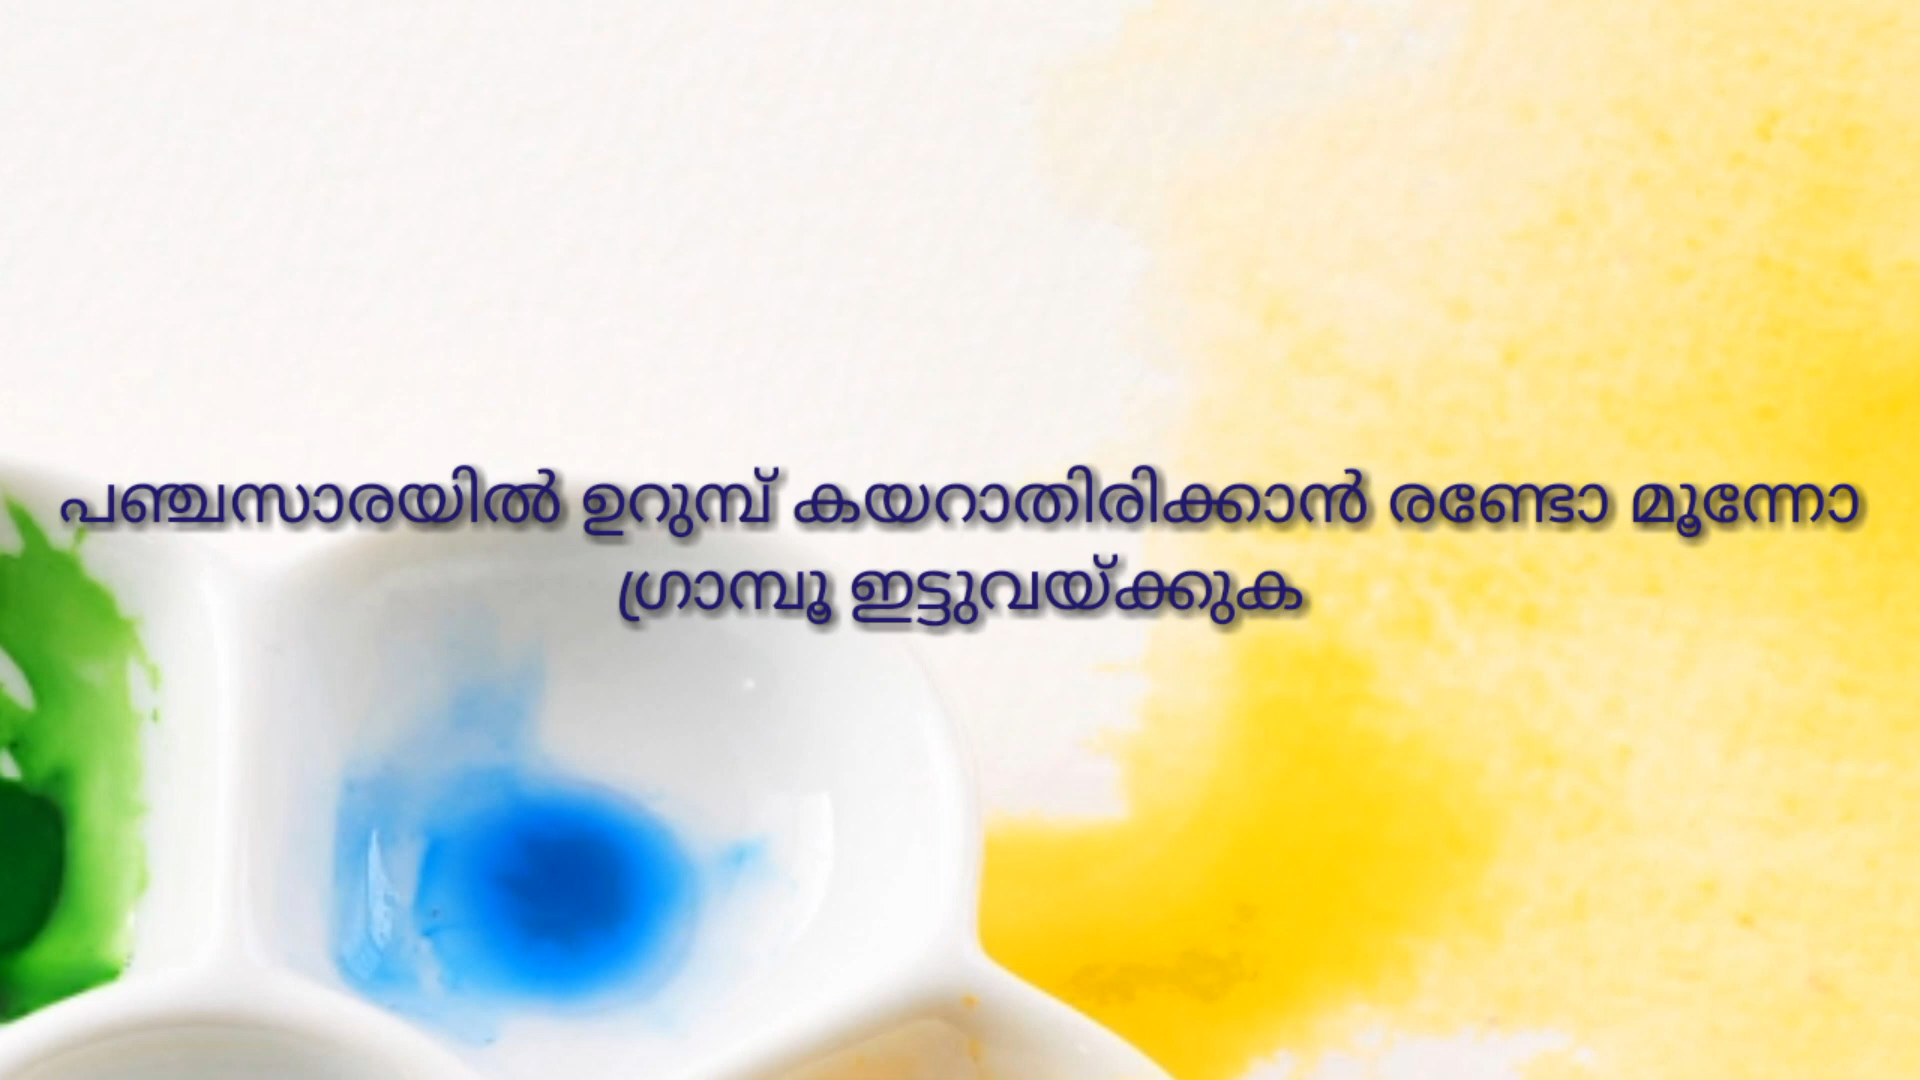 പഞ്ചസാരയിൽ ഉറുമ്പ് കയറാതിരിക്കാൻ രണ്ടോ മൂന്നോ
ഗ്രാമ്പൂ ഇട്ടുവയ്ക്കുക